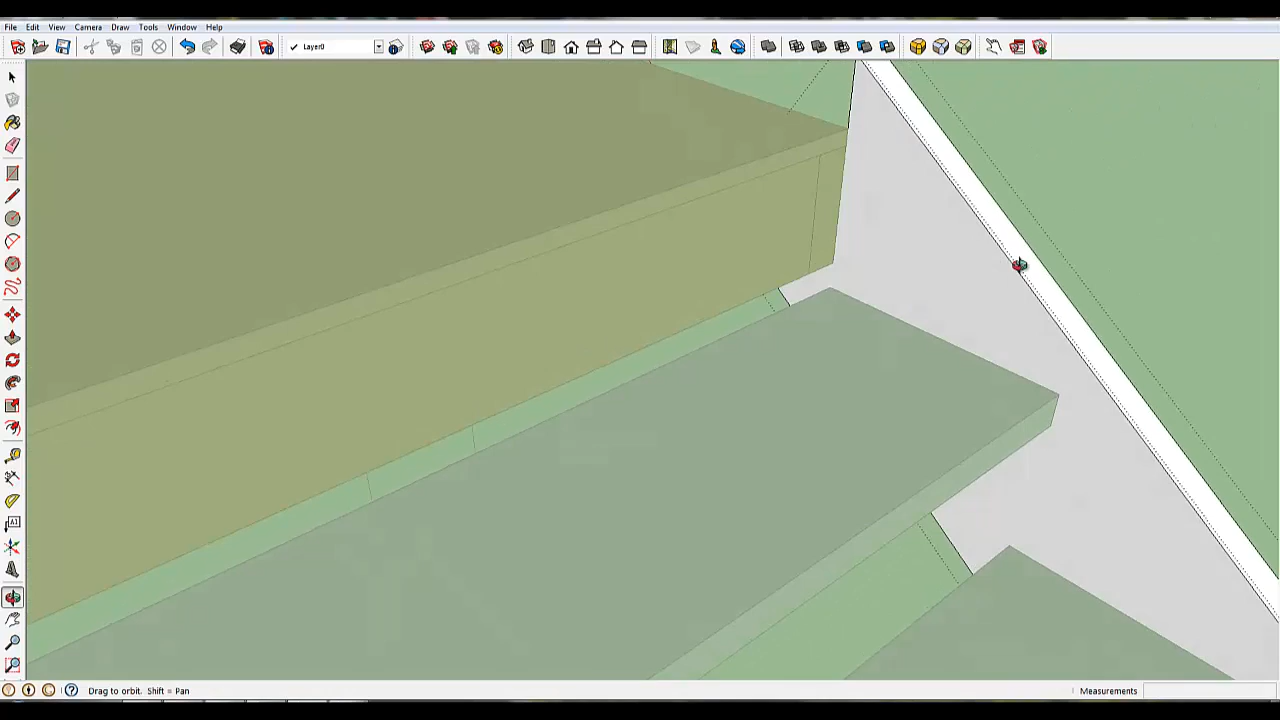 File Edit View Camera Draw Tools Window Help
Layer0
Drag to orbit. Shift = Pan
Measurements